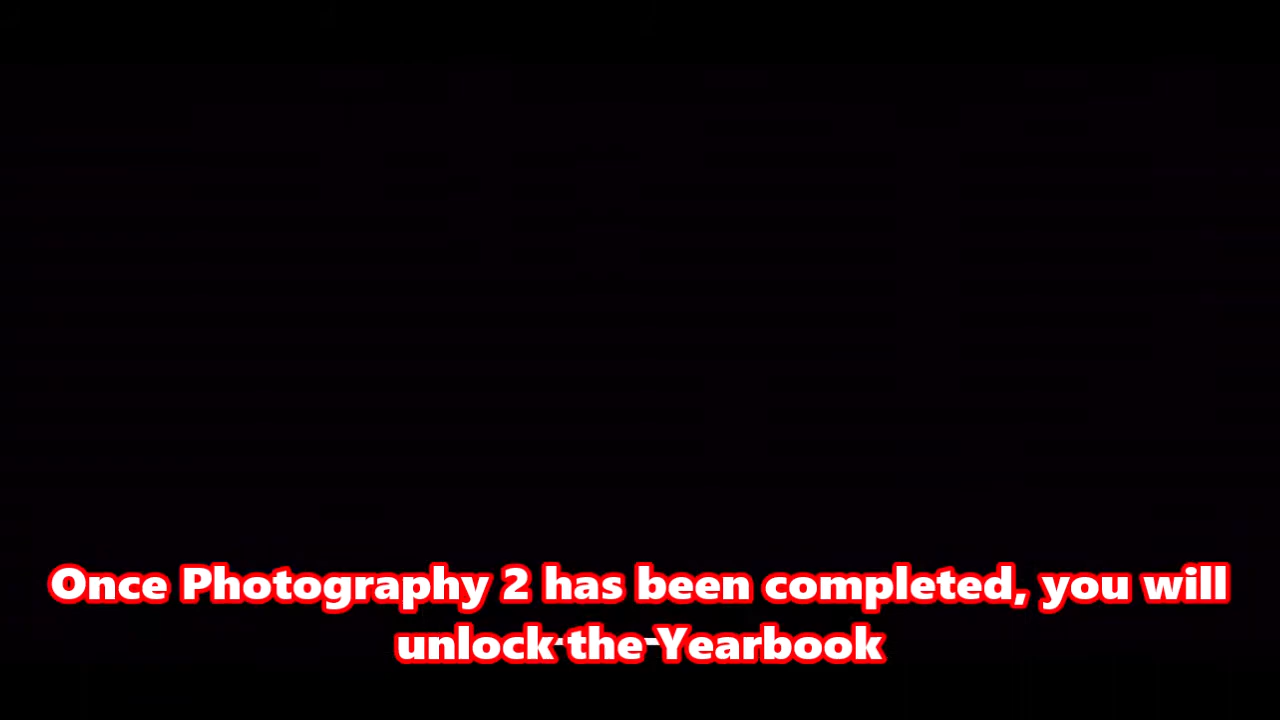 Once Photography 2 has been completed, you will
unlock the Yearbook